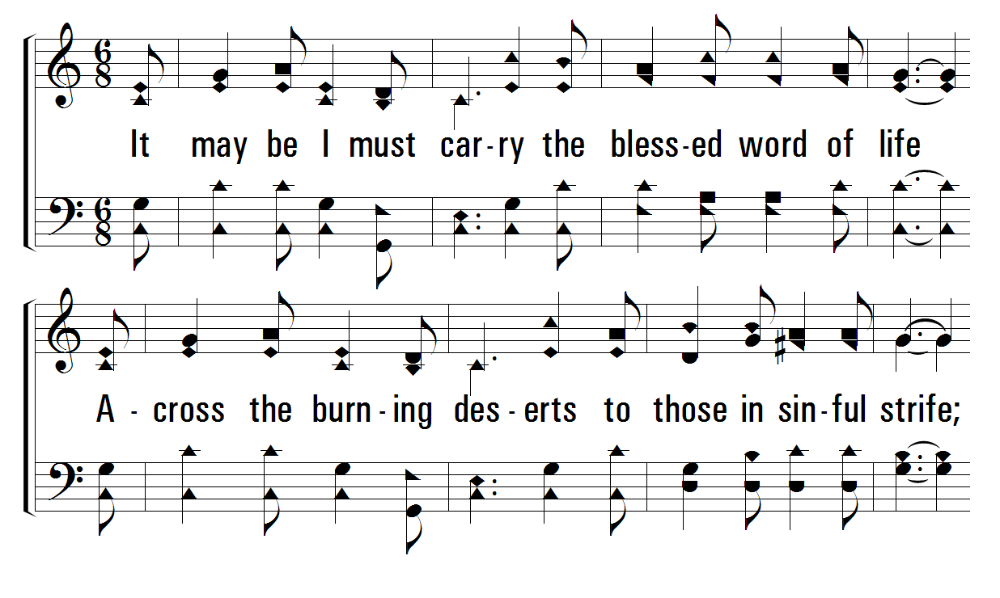 It may be I must car-ry the bless-ed word of life
A - cross the burn-ing des-erts to those in sin-ful strife;